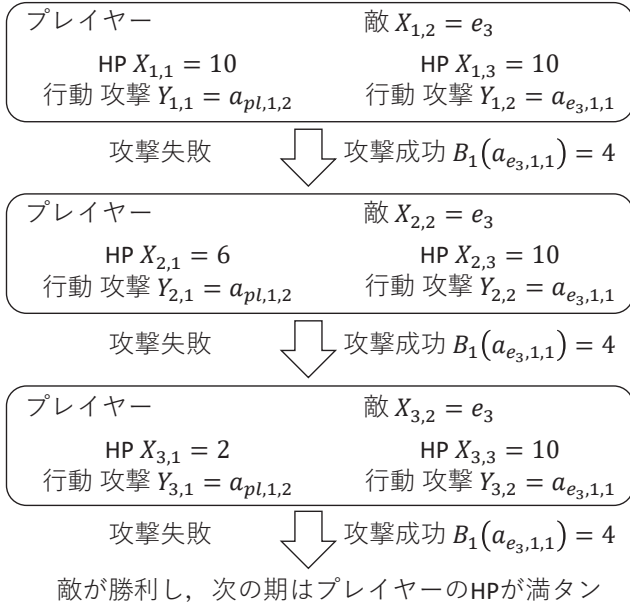 プレイヤー 敵 X_{1,2} = e_3
HP X_{1,1} = 10 HP X_{1,3} = 10
行動 攻撃 Y_{1,1} = a_{pl,1,2} 行動 攻撃 Y_{1,2} = a_{e_3,1,1}
攻撃失敗 攻撃成功 B_1(a_{e_3,1,1}) = 4
プレイヤー 敵 X_{2,2} = e_3
HP X_{2,1} = 6 HP X_{2,3} = 10
行動 攻撃 Y_{2,1} = a_{pl,1,2} 行動 攻撃 Y_{2,2} = a_{e_3,1,1}
攻撃失敗 攻撃成功 B_1(a_{e_3,1,1}) = 4
プレイヤー 敵 X_{3,2} = e_3
HP X_{3,1} = 2 HP X_{3,3} = 10
行動 攻撃 Y_{3,1} = a_{pl,1,2} 行動 攻撃 Y_{3,2} = a_{e_3,1,1}
攻撃失敗 攻撃成功 B_1(a_{e_3,1,1}) = 4
敵が勝利し，次の期はプレイヤーのHPが満タン